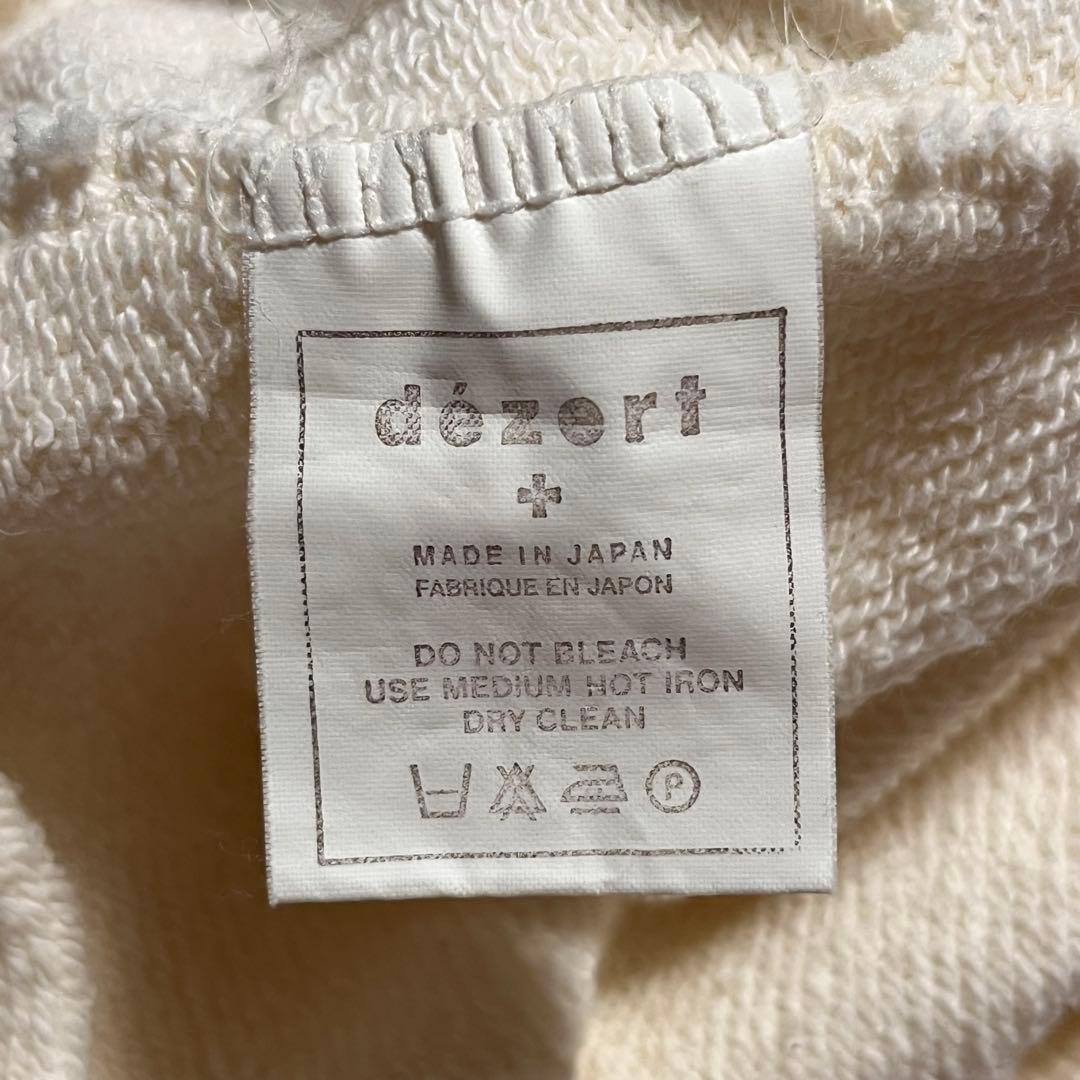 dézert
+
MADE IN JAPAN
FABRIQUE EN JAPON
DO NOT BLEACH
USE MEDIUM HOT IRON
DRY CLEAN
P